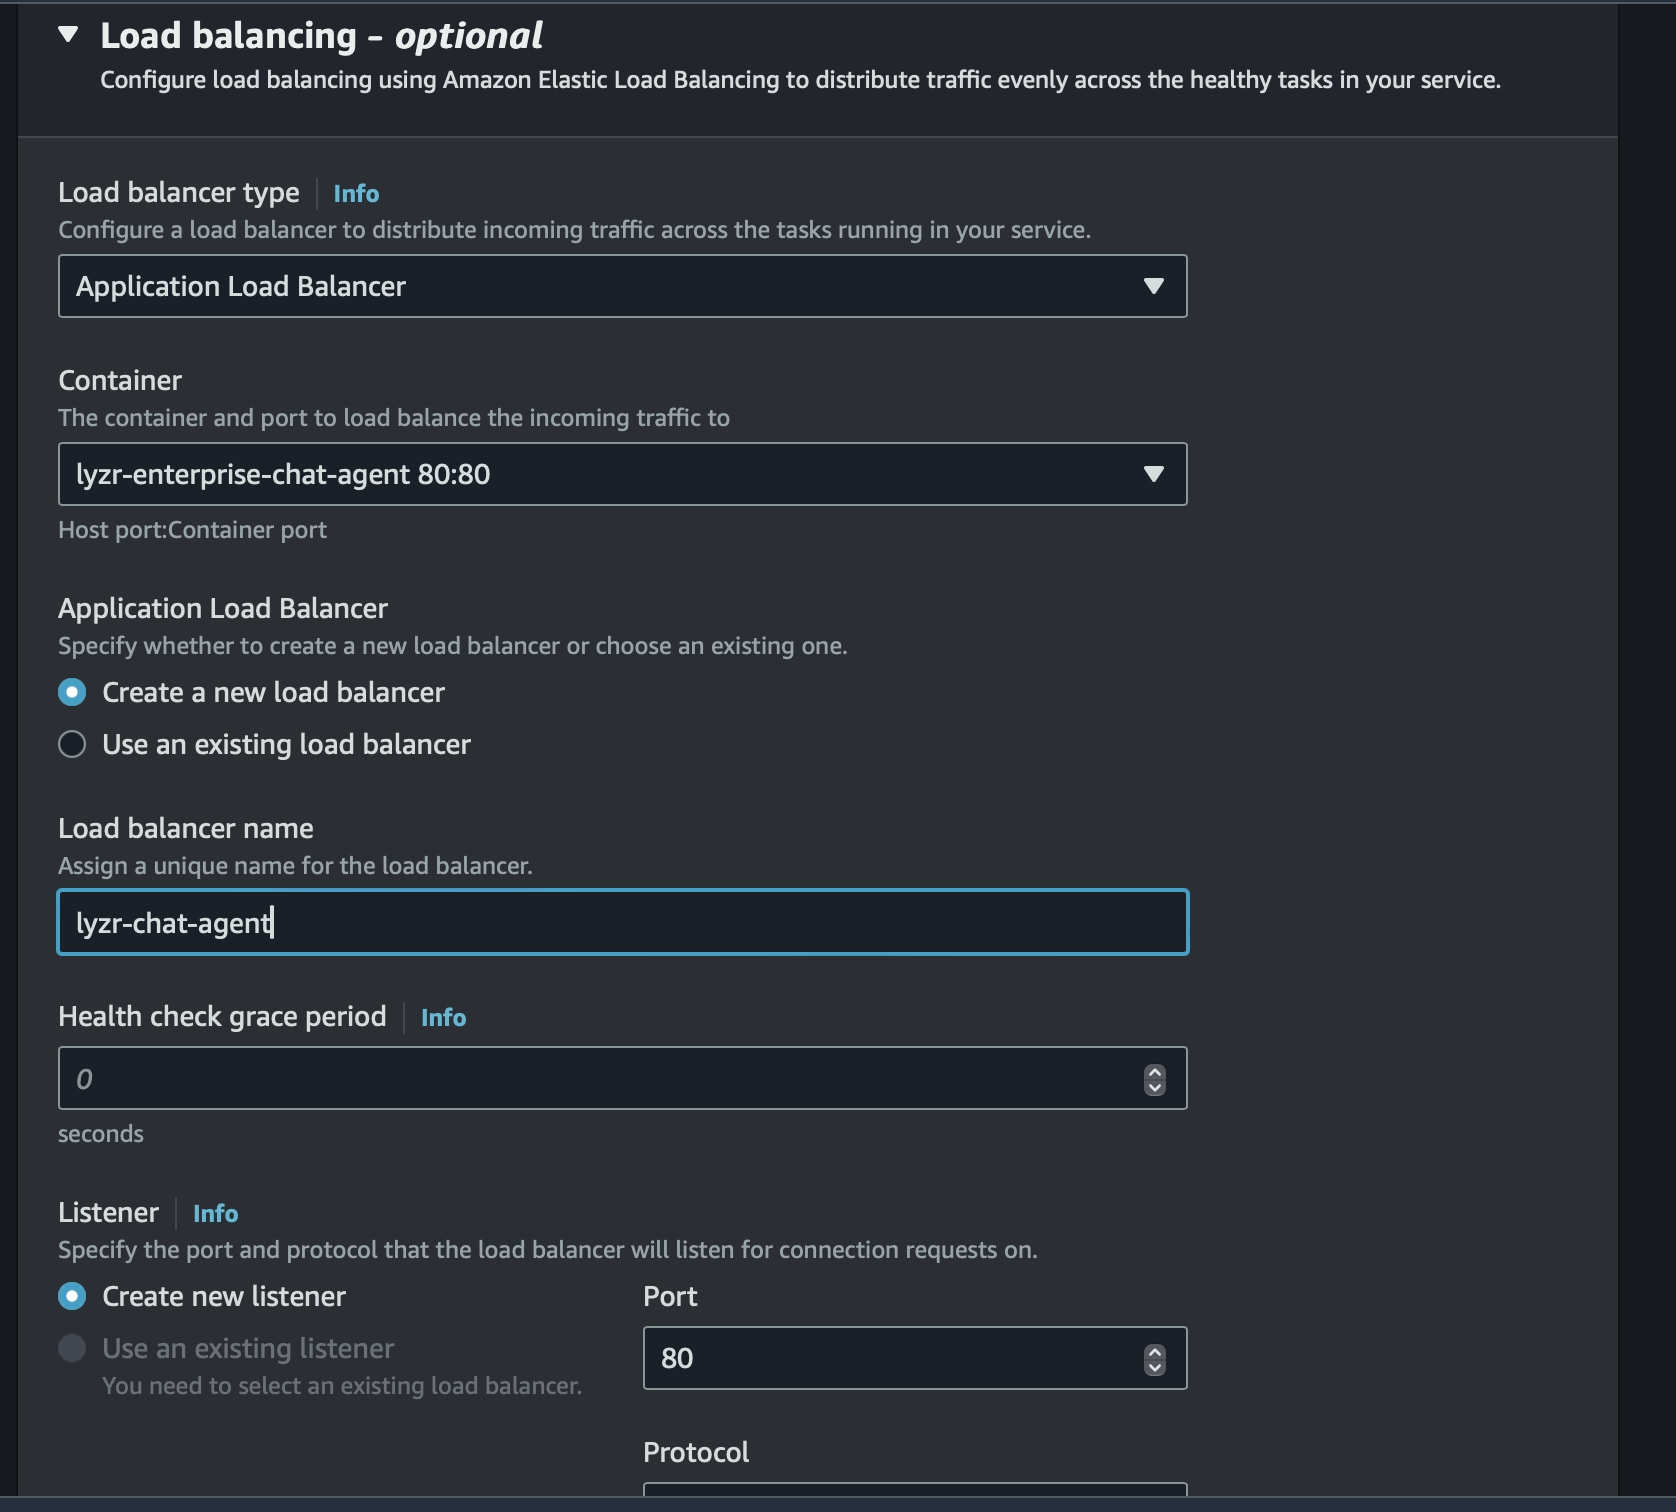 Load balancing - optional
Configure load balancing using Amazon Elastic Load Balancing to distribute traffic evenly across the healthy tasks in your service.
Load balancer type Info
Configure a load balancer to distribute incoming traffic across the tasks running in your service.
Application Load Balancer
Container
The container and port to load balance the incoming traffic to
lyzr-enterprise-chat-agent 80:80
Host port:Container port
Application Load Balancer
Specify whether to create a new load balancer or choose an existing one.
Create a new load balancer
Use an existing load balancer
Load balancer name
Assign a unique name for the load balancer.
lyzr-chat-agent
Health check grace period Info
0
seconds
Listener Info
Specify the port and protocol that the load balancer will listen for connection requests on.
Create new listener
Use an existing listener
You need to select an existing load balancer.
Port
80
Protocol